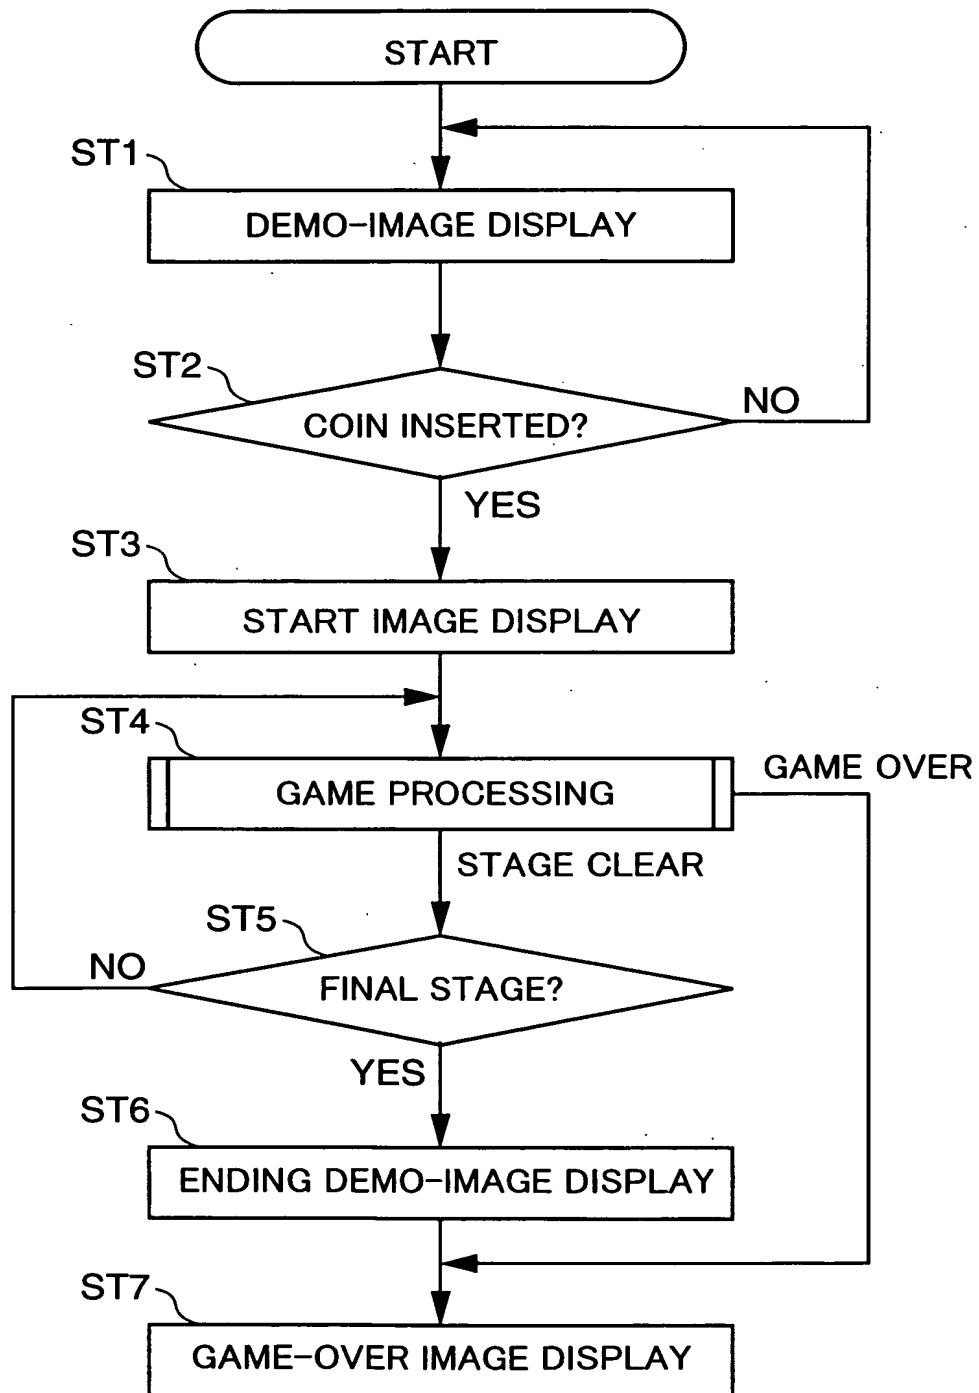 START
ST1
DEMO-IMAGE DISPLAY
ST2
COIN INSERTED?
NO
YES
ST3
START IMAGE DISPLAY
ST4
GAME PROCESSING
GAME OVER
STAGE CLEAR
ST5
NO
FINAL STAGE?
YES
ST6
ENDING DEMO-IMAGE DISPLAY
ST7
GAME-OVER IMAGE DISPLAY